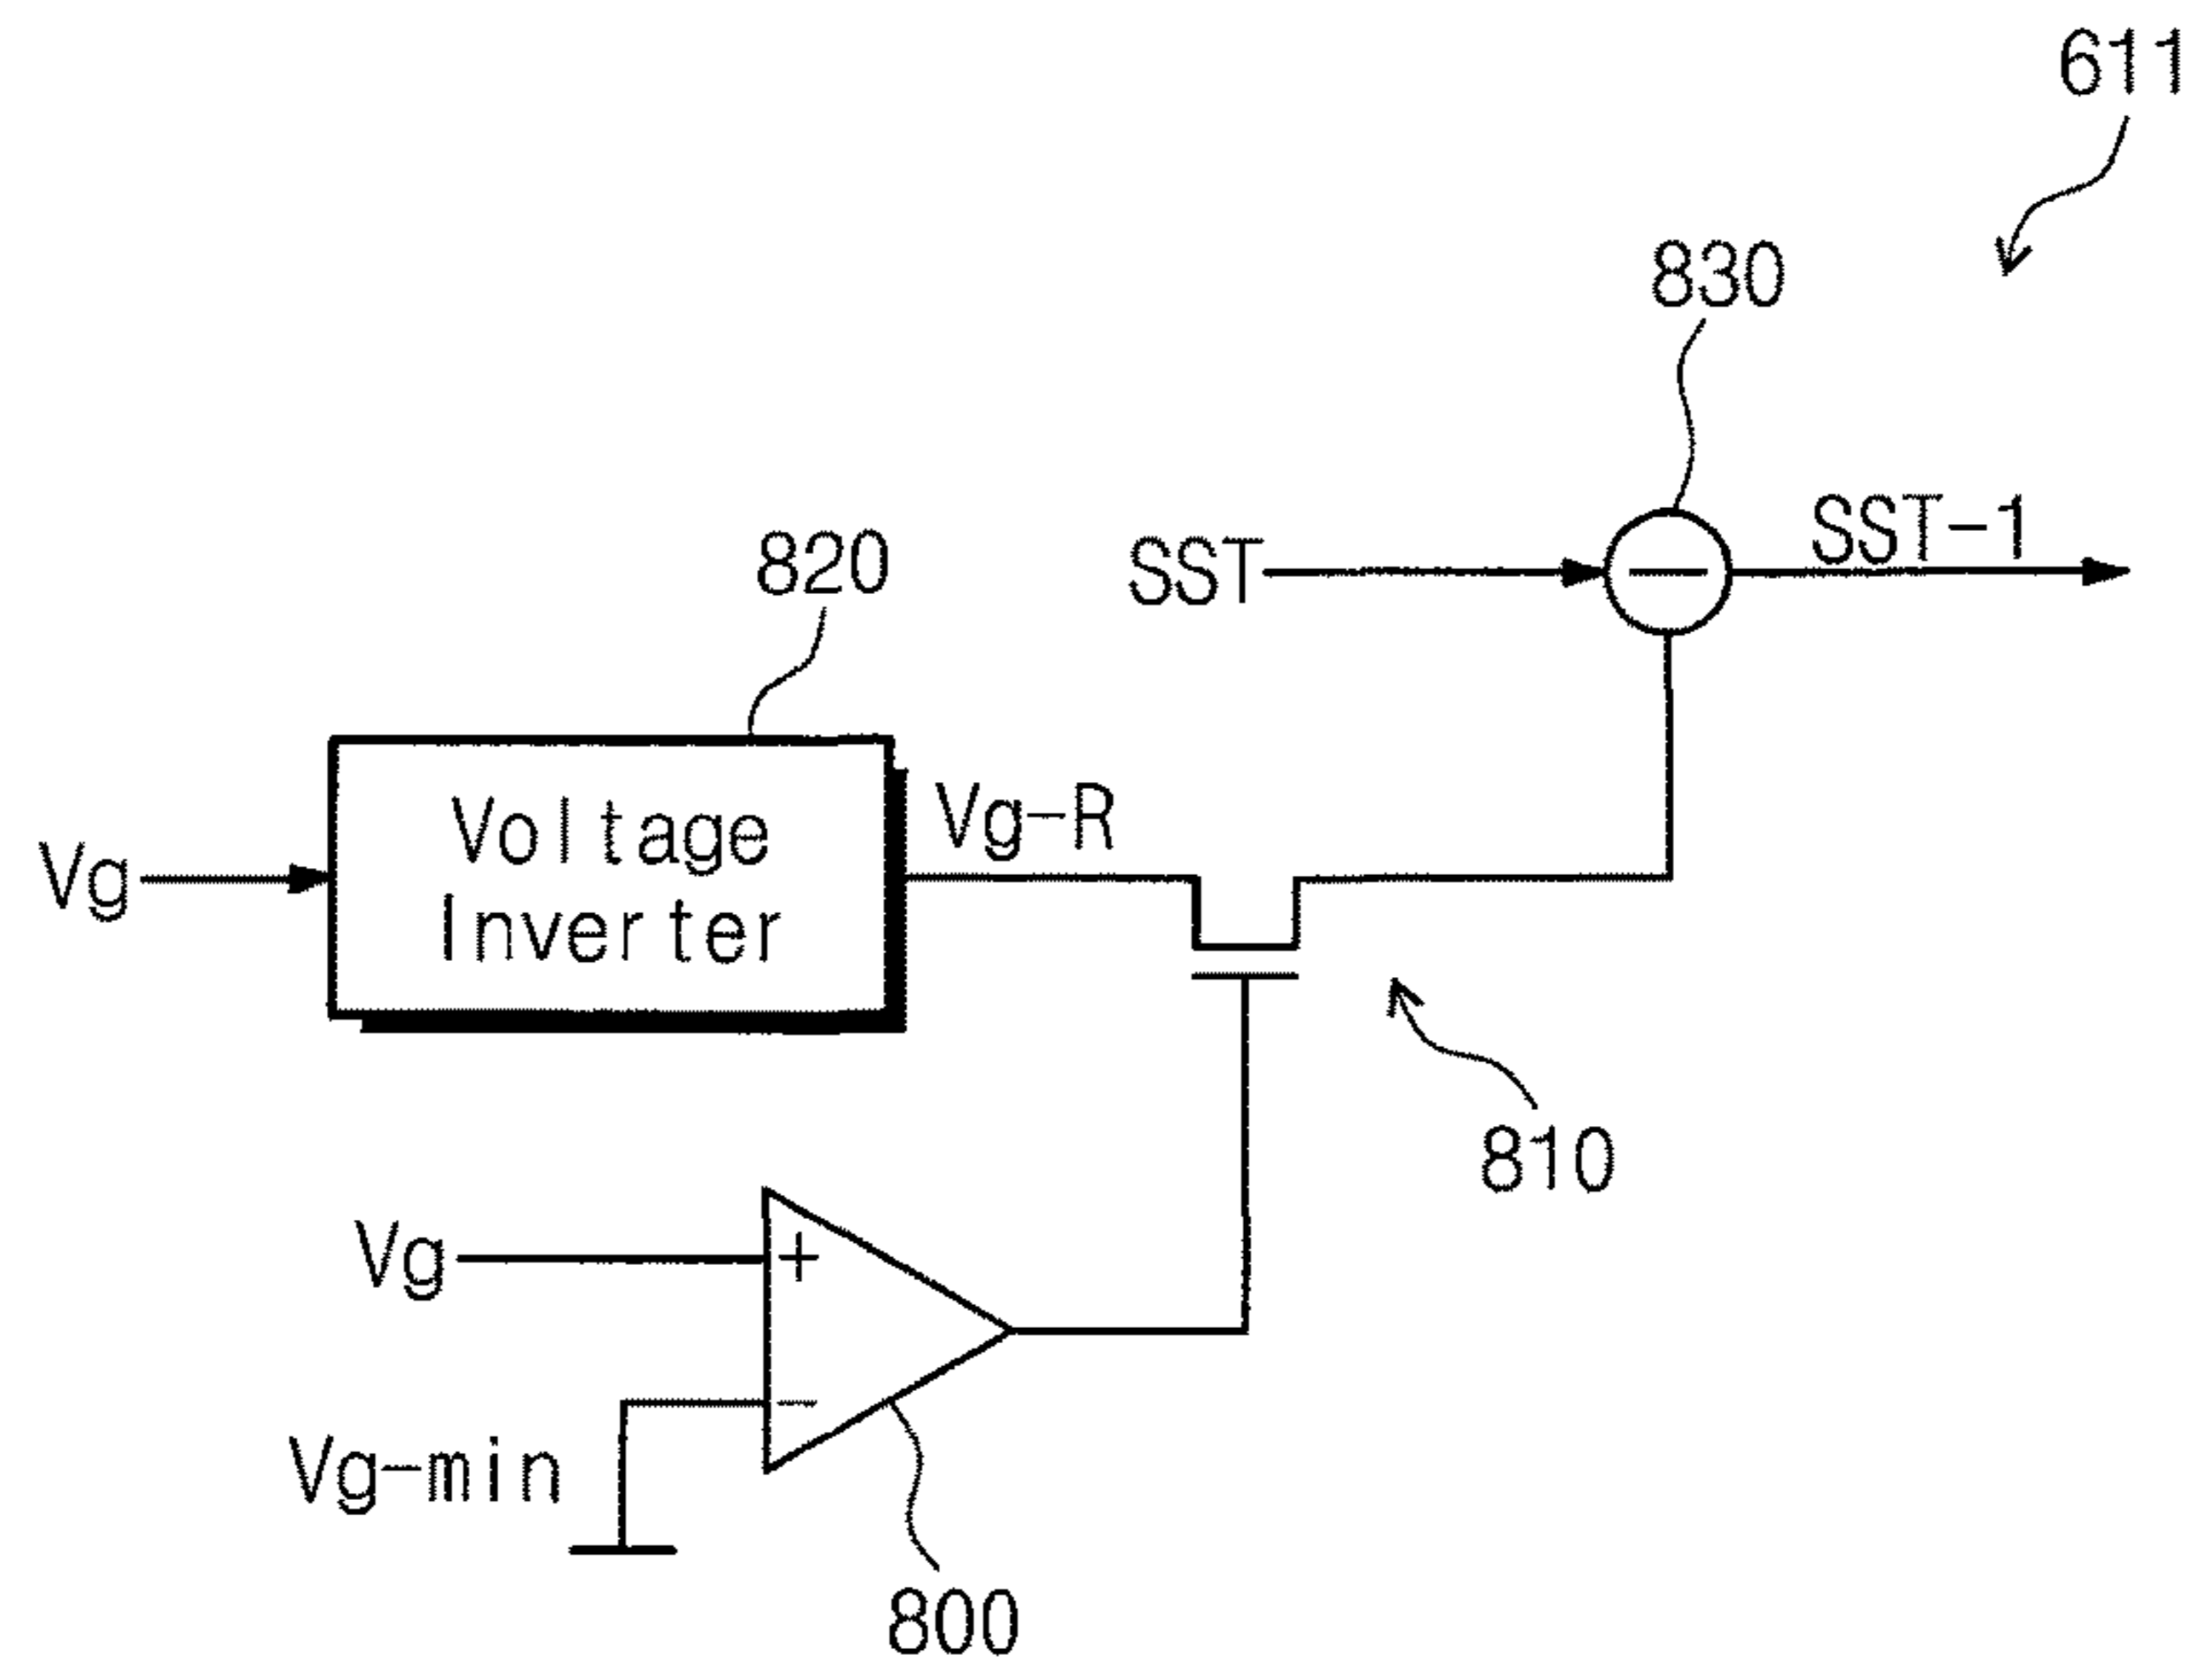 611
830
SST
SST-1
820
Voltage
Inverter
Vg
Vg-R
810
Vg
+
-
Vg-min
800